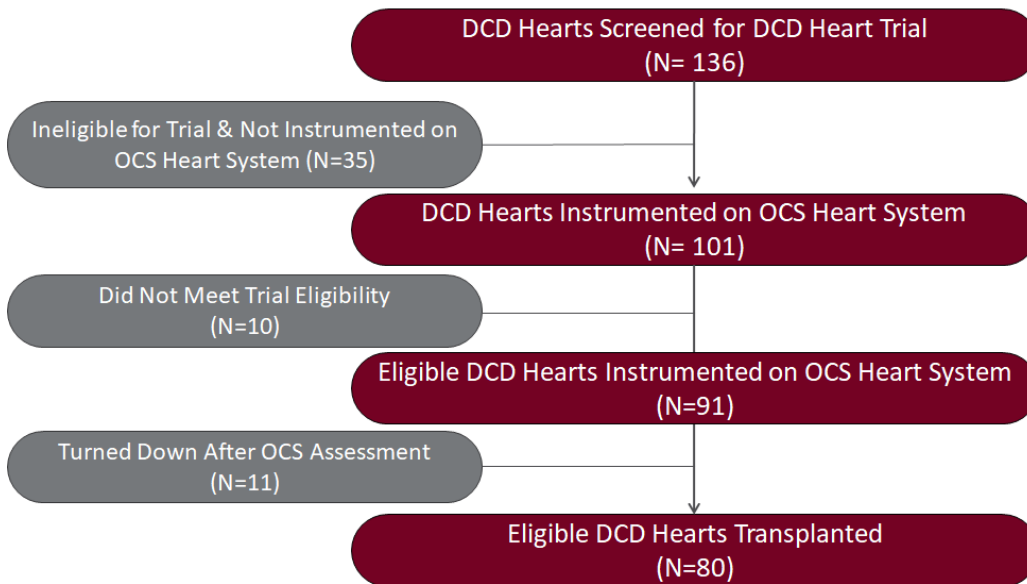 DCD Hearts Screened for DCD Heart Trial
(N= 136)
Ineligible for Trial & Not Instrumented on
OCS Heart System (N=35)
DCD Hearts Instrumented on OCS Heart System
(N= 101)
Did Not Meet Trial Eligibility
(N=10)
Eligible DCD Hearts Instrumented on OCS Heart System
(N=91)
Turned Down After OCS Assessment
(N=11)
Eligible DCD Hearts Transplanted
(N=80)